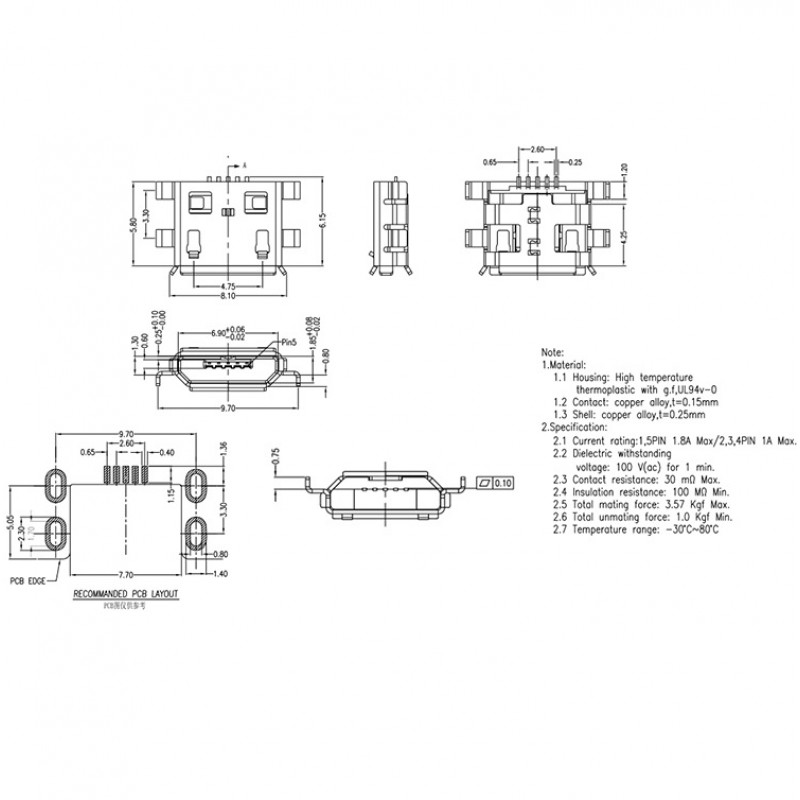 A
5.80
3.30
6.15
4.75
8.10
2.60
0.65
0.25
1.20
4.25
1.30
0.60
0.25+0.10-0.00
6.90+0.06-0.02
Pin5
1.85+0.08-0.02
0.80
9.70
9.70
2.60
0.65
0.40
1.36
1.15
5.05
2.30
1.70
3.30
0.80
7.70
1.40
PCB EDGE
RECOMMANDED PCB LAYOUT
PCB图仅供参考
0.75
0.10
Note:
1.Material:
1.1 Housing: High temperature
thermoplastic with g.f,UL94v-0
1.2 Contact: copper alloy,t=0.15mm
1.3 Shell: copper alloy,t=0.25mm
2.Specification:
2.1 Current rating:1,5PIN 1.8A Max/2,3,4PIN 1A Max.
2.2 Dielectric withstanding
voltage: 100 V(ac) for 1 min.
2.3 Contact resistance: 30 mΩ Max.
2.4 Insulation resistance: 100 MΩ Min.
2.5 Total mating force: 3.57 Kgf Max.
2.6 Total unmating force: 1.0 Kgf Min.
2.7 Temperature range: -30°C~80°C